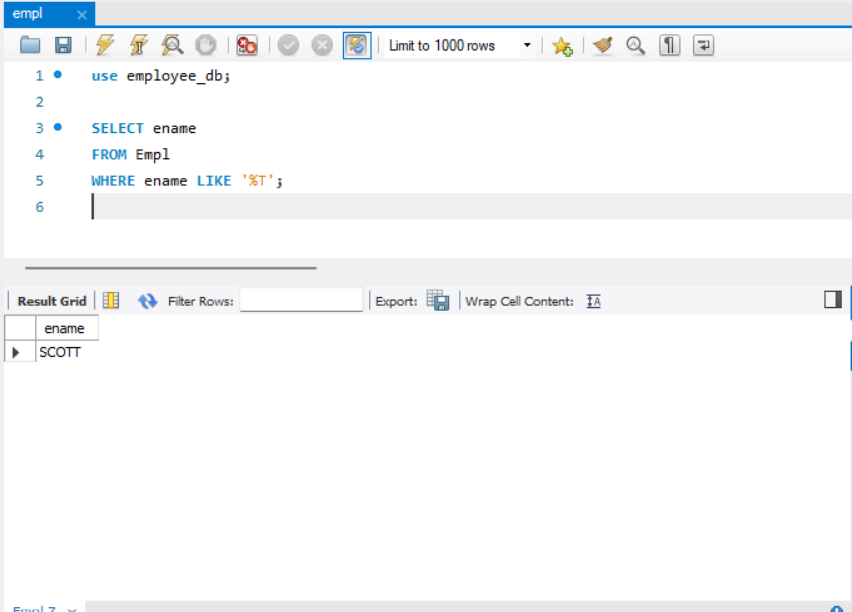 empl
Limit to 1000 rows
1 use employee_db;
2
3 SELECT ename
4 FROM Empl
5 WHERE ename LIKE '%T';
6
Result Grid Filter Rows: Export: Wrap Cell Content:
ename
SCOTT
Empl 7